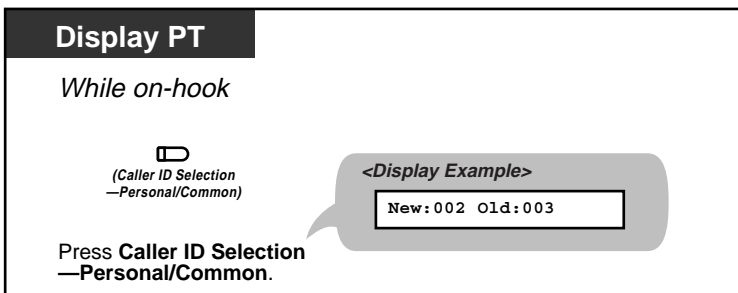 Display PT
While on-hook
(Caller ID Selection
—Personal/Common)
<Display Example>
New:002 Old:003
Press Caller ID Selection
—Personal/Common.